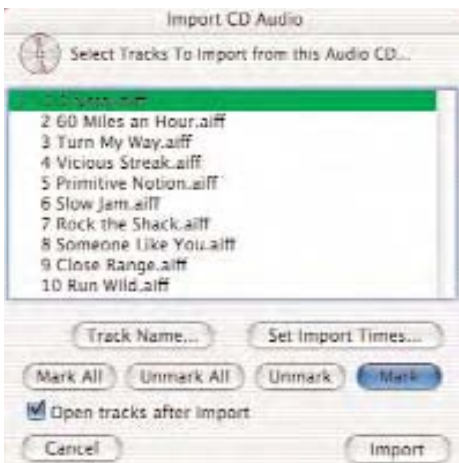 Import CD Audio
Select Tracks To Import from this Audio CD...
2 60 Miles an Hour.aiff
3 Turn My Way.aiff
4 Vicious Streak.aiff
5 Primitive Notion.aiff
6 Slow Jam.aiff
7 Rock the Shack.aiff
8 Someone Like You.aiff
9 Close Range.aiff
10 Run Wild.aiff
Track Name... Set Import Times...
Mark All Unmark All Unmark Mark
Open tracks after Import
Cancel Import